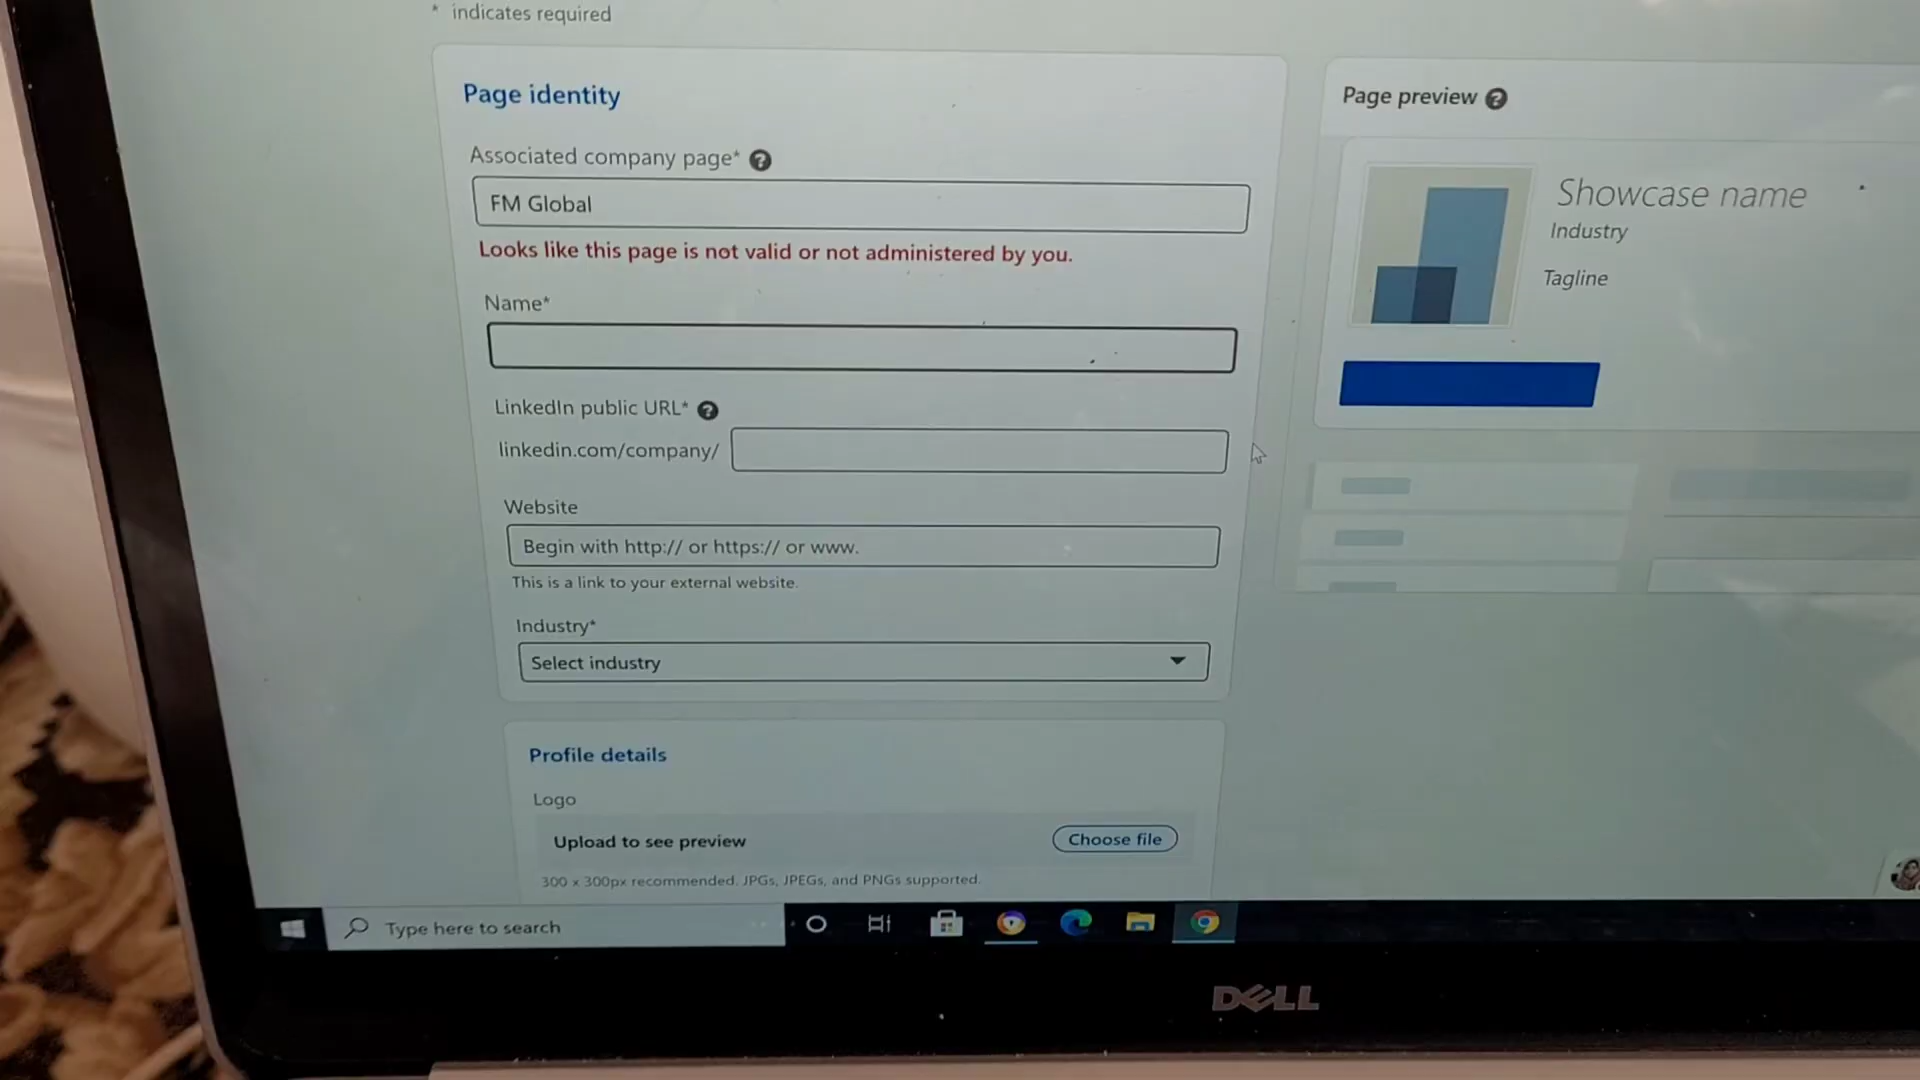 * indicates required
Page identity
Associated company page* ?
FM Global
Looks like this page is not valid or not administered by you.
Name*
LinkedIn public URL* ?
linkedin.com/company/
Website
Begin with http:// or https:// or www.
This is a link to your external website.
Industry*
Select industry
Profile details
Logo
Upload to see preview
Choose file
300 x 300px recommended. JPGs, JPEGs, and PNGs supported.
Page preview ?
Showcase name
Industry
Tagline
Type here to search
DELL